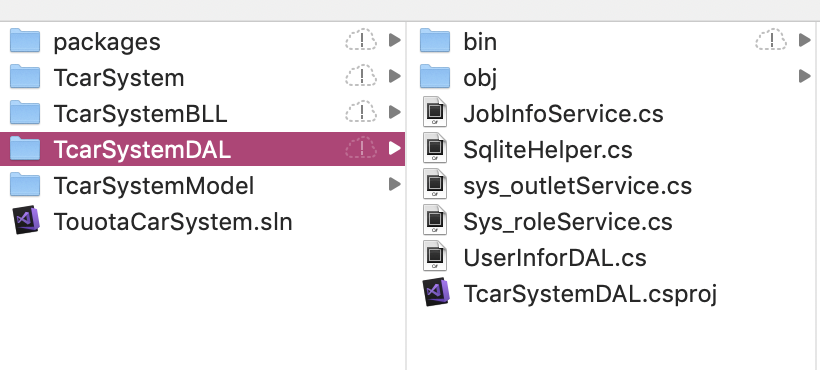 packages
TcarSystem
TcarSystemBLL
TcarSystemDAL
TcarSystemModel
TouotaCarSystem.sln
bin
obj
JobInfoService.cs
SqliteHelper.cs
sys_outletService.cs
Sys_roleService.cs
UserInforDAL.cs
TcarSystemDAL.csproj